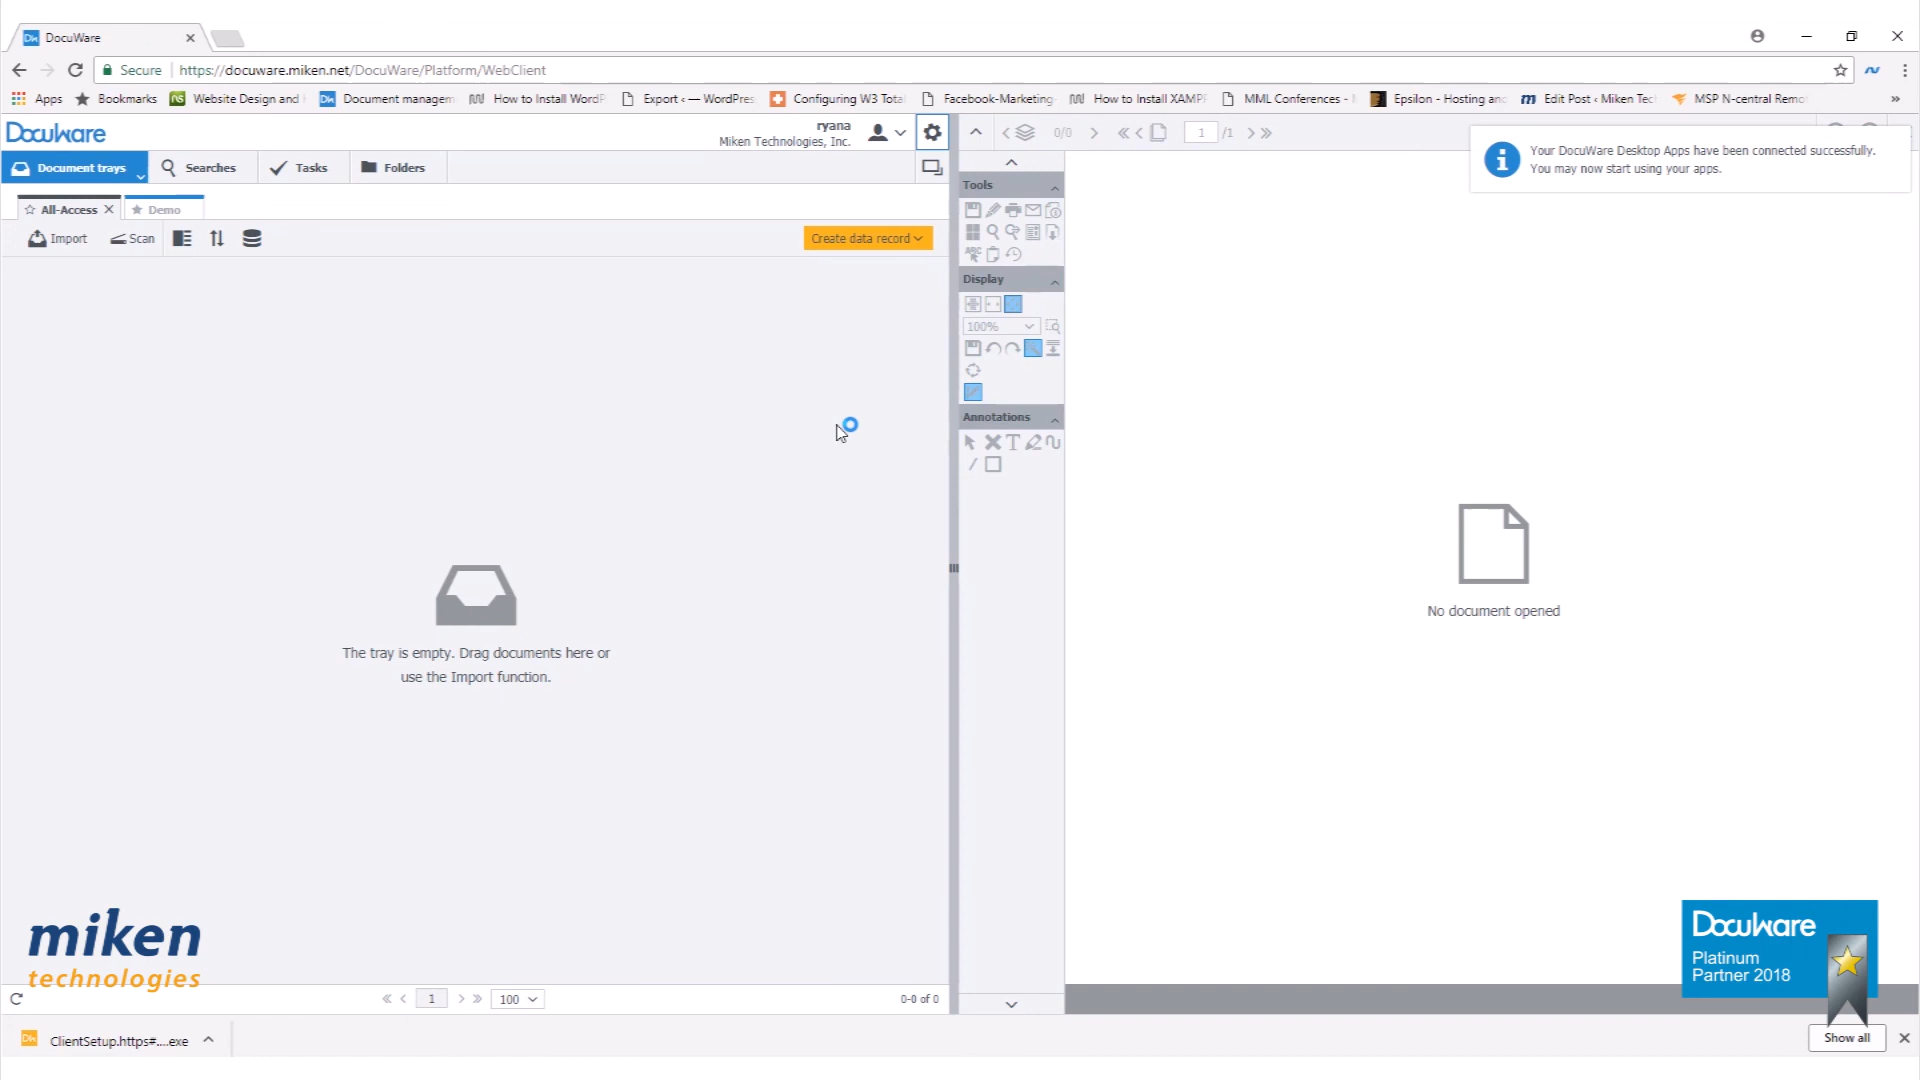 DocuWare
Secure https://docuware.miken.net/DocuWare/Platform/WebClient
Apps Bookmarks Website Design and Document managem How to Install WordP Export ‹ — WordPres Configuring W3 Total Facebook-Marketing- How to Install XAMPP MML Conferences - Epsilon - Hosting and Edit Post ‹ Miken Tec MSP N-central Remo »
DocuWare
ryana
Miken Technologies, Inc.
0/0 1 /1
Your DocuWare Desktop Apps have been connected successfully.
You may now start using your apps.
Document trays Searches Tasks Folders
All-Access Demo
Import Scan Create data record
Tools
Display
100%
Annotations
No document opened
The tray is empty. Drag documents here or
use the Import function.
miken
technologies
DocuWare
Platinum
Partner 2018
1 100 0-0 of 0
ClientSetup.https#....exe
Show all